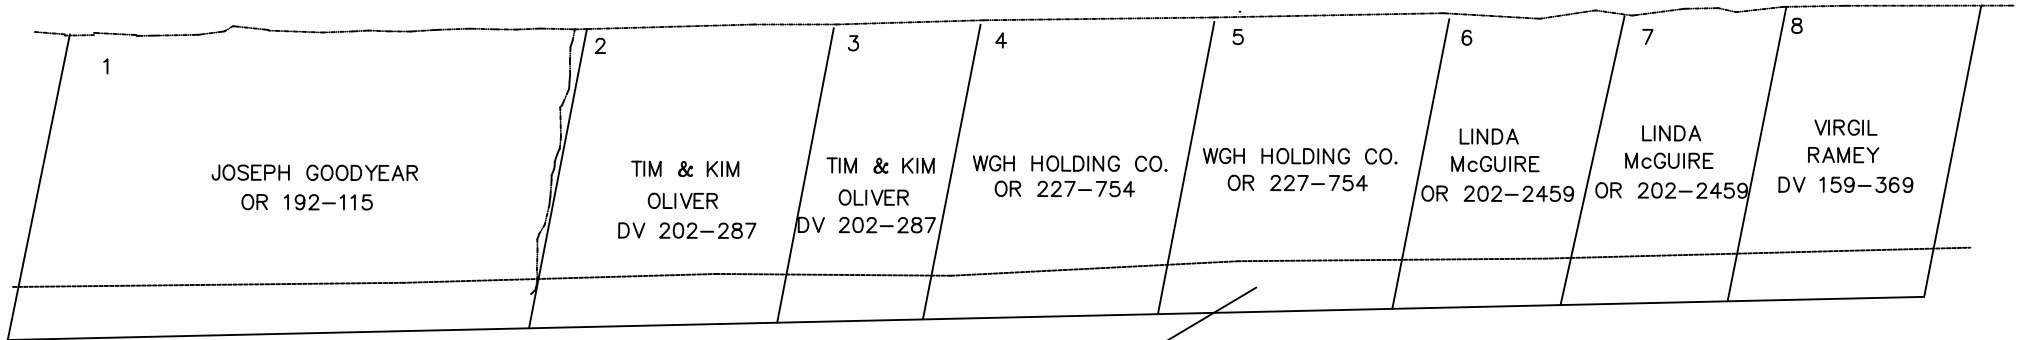 1
JOSEPH GOODYEAR
OR 192-115
2
TIM & KIM
OLIVER
DV 202-287
3
TIM & KIM
OLIVER
DV 202-287
4
WGH HOLDING CO.
OR 227-754
5
WGH HOLDING CO.
OR 227-754
6
LINDA
McGUIRE
OR 202-2459
7
LINDA
McGUIRE
OR 202-2459
8
VIRGIL
RAMEY
DV 159-369